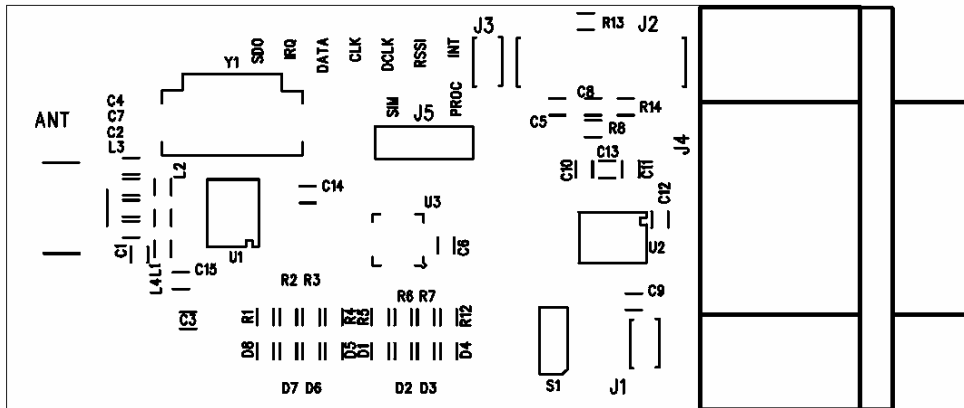 J3
R13
J2
SDO
IRQ
DATA
CLK
DCLK
RSSI
INT
Y1
C4
C7
C2
L3
ANT
SIM
J5
PROC
C8
C5
R14
R8
J4
L2
C14
C10
C13
C11
C12
U3
C1
L4
L1
C15
U1
C6
U2
R2 R3
R6 R7
C9
C3
R1
R4
R5
R12
D8
D5
D1
D4
D7 D6
D2 D3
S1
J1